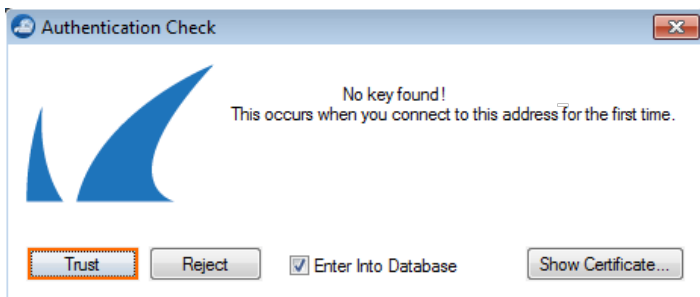 Authentication Check
No key found!
This occurs when you connect to this address for the first time.
Trust
Reject
Enter Into Database
Show Certificate...